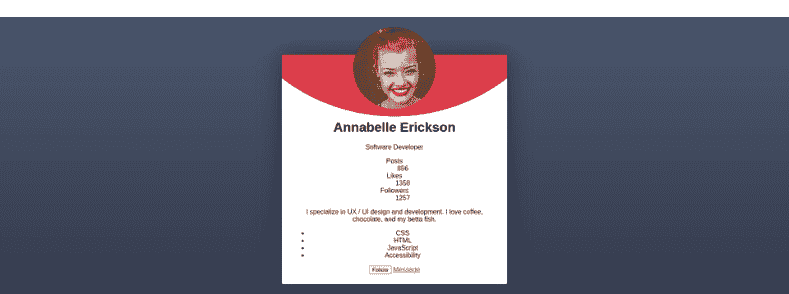 Annabelle Erickson
Software Developer
Posts
856
Likes
1358
Followers
1257
I specialize in UX / UI design and development. I love coffee,
chocolate, and my betta fish.
CSS
HTML
JavaScript
Accessibility
Follow Message